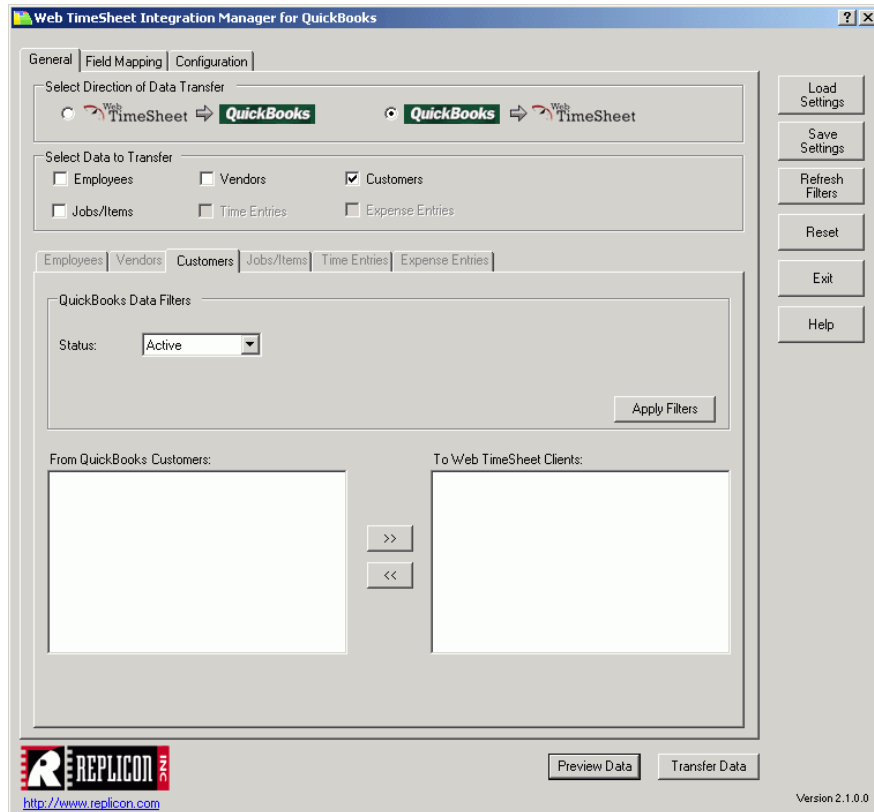 Web TimeSheet Integration Manager for QuickBooks
?
General Field Mapping Configuration
Select Direction of Data Transfer
Web TimeSheet QuickBooks QuickBooks Web TimeSheet
Load Settings
Save Settings
Select Data to Transfer
Employees Vendors Customers
Refresh Filters
Jobs/Items Time Entries Expense Entries
Reset
Employees Vendors Customers Jobs/Items Time Entries Expense Entries
Exit
QuickBooks Data Filters
Help
Status: Active
Apply Filters
From QuickBooks Customers: To Web TimeSheet Clients:
>>
<<
R REPLICON INC
Preview Data Transfer Data
http://www.replicon.com
Version 2.1.0.0